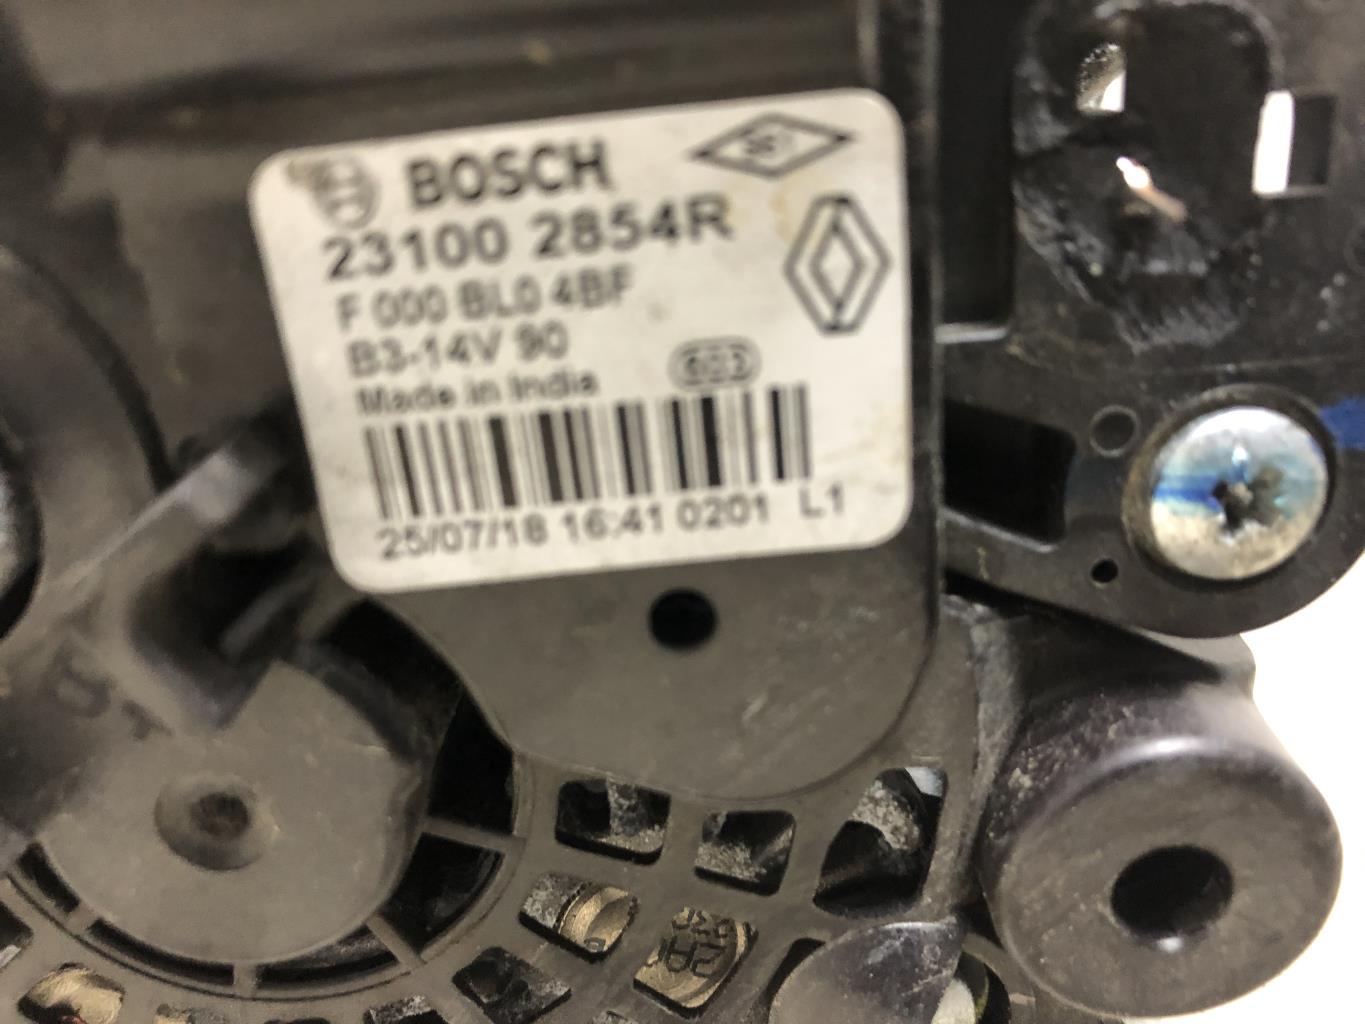 BOSCH
23100 2854R
F 000 BL0 4BF
B3-14V 90
Made in India
603
25/07/18 16:41 0201 L1